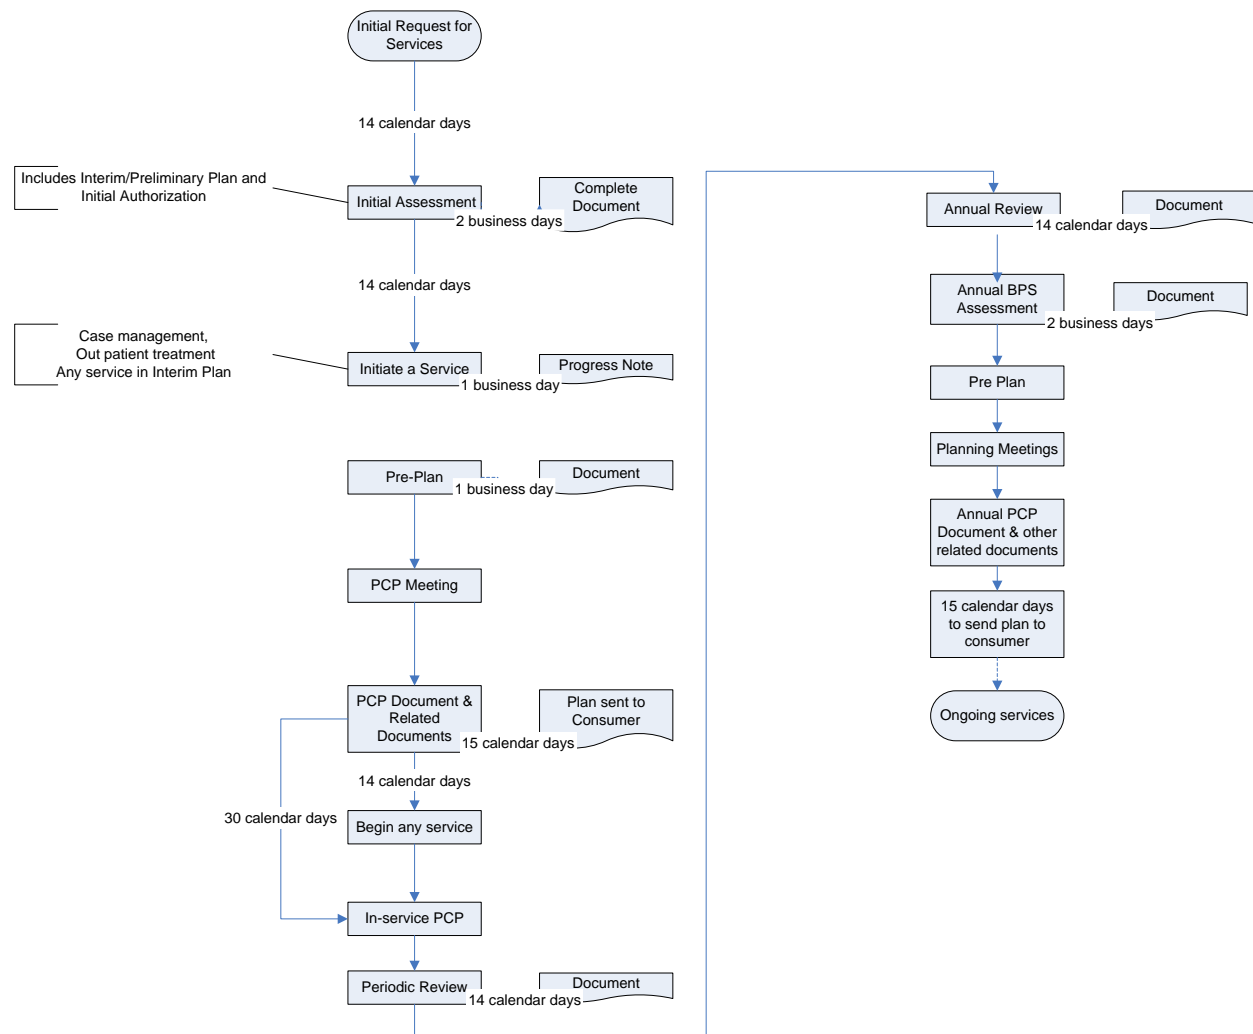 Initial Request for
Services
14 calendar days
Includes Interim/Preliminary Plan and
Initial Authorization
Initial Assessment
2 business days
Complete
Document
14 calendar days
Case management,
Out patient treatment
Any service in Interim Plan
Initiate a Service
1 business day
Progress Note
Pre-Plan
1 business day
Document
PCP Meeting
PCP Document &
Related
Documents
15 calendar days
Plan sent to
Consumer
14 calendar days
30 calendar days
Begin any service
In-service PCP
Periodic Review
14 calendar days
Document
Annual Review
14 calendar days
Document
Annual BPS
Assessment
2 business days
Document
Pre Plan
Planning Meetings
Annual PCP
Document & other
related documents
15 calendar days
to send plan to
consumer
Ongoing services